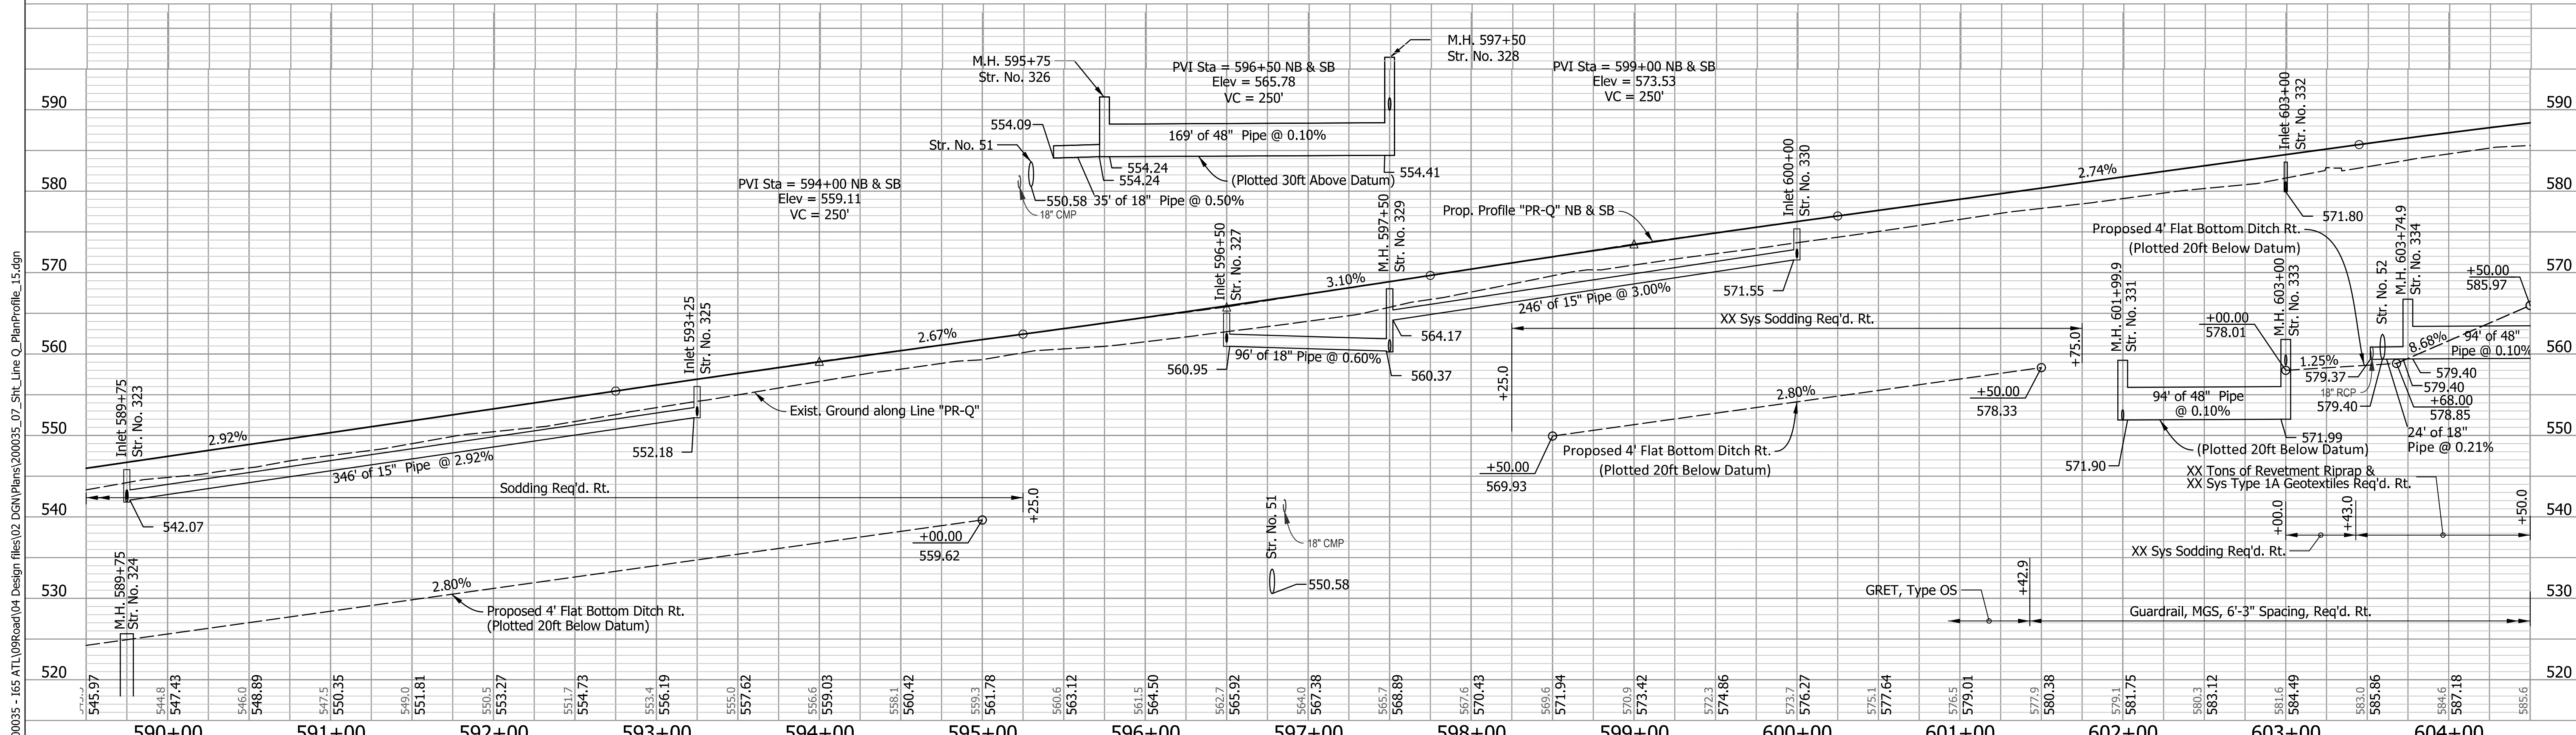 00035 - I65 ATL\09Road\04 Design files\02 DGN\Plans\200035_07_Sht_Line Q_PlanProfile_15.dgn
590
580
570
560
550
540
530
520
M.H. 595+75
Str. No. 326
PVI Sta = 596+50 NB & SB
Elev = 565.78
VC = 250'
M.H. 597+50
Str. No. 328
PVI Sta = 599+00 NB & SB
Elev = 573.53
VC = 250'
554.09
Str. No. 51
169' of 48" Pipe @ 0.10%
554.24
554.24
554.41
(Plotted 30ft Above Datum)
550.58
35' of 18" Pipe @ 0.50%
18" CMP
PVI Sta = 594+00 NB & SB
Elev = 559.11
VC = 250'
Prop. Profile "PR-Q" NB & SB
Inlet 600+00
Str. No. 330
2.74%
Inlet 603+00
Str. No. 332
571.80
Proposed 4' Flat Bottom Ditch Rt.
(Plotted 20ft Below Datum)
Inlet 589+75
Str. No. 323
2.92%
346' of 15" Pipe @ 2.92%
542.07
Inlet 593+25
Str. No. 325
552.18
2.67%
Exist. Ground along Line "PR-Q"
Sodding Req'd. Rt.
+25.0
Inlet 596+50
Str. No. 327
3.10%
560.95
96' of 18" Pipe @ 0.60%
M.H. 597+50
Str. No. 329
564.17
560.37
246' of 15" Pipe @ 3.00%
571.55
XX Sys Sodding Req'd. Rt.
+25.0
+75.0
+50.00
569.93
2.80%
Proposed 4' Flat Bottom Ditch Rt.
(Plotted 20ft Below Datum)
+50.00
578.33
M.H. 601+99.9
Str. No. 331
94' of 48" Pipe
@ 0.10%
571.90
571.99
(Plotted 20ft Below Datum)
M.H. 603+00
Str. No. 333
+00.00
578.01
1.25%
579.37
18" RCP
579.40
Str. No. 52
M.H. 603+74.9
Str. No. 334
8.68%
94' of 48"
Pipe @ 0.10%
579.40
579.40
+68.00
578.85
24' of 18"
Pipe @ 0.21%
+50.00
585.97
XX Tons of Revetment Riprap &
XX Sys Type 1A Geotextiles Req'd. Rt.
+00.0
+43.0
+50.0
XX Sys Sodding Req'd. Rt.
M.H. 589+75
Str. No. 324
2.80%
Proposed 4' Flat Bottom Ditch Rt.
(Plotted 20ft Below Datum)
+00.00
559.62
Str. No. 51
18" CMP
550.58
GRET, Type OS
+42.9
Guardrail, MGS, 6'-3" Spacing, Req'd. Rt.
590
580
570
560
550
540
530
520
545.97
544.8 547.43
546.0 548.89
547.5 550.35
549.0 551.81
550.5 553.27
551.7 554.73
553.4 556.19
555.0 557.62
556.6 559.03
558.1 560.42
559.3 561.78
560.6 563.12
561.5 564.50
562.7 565.92
564.0 567.38
565.7 568.89
567.6 570.43
569.6 571.94
570.9 573.42
572.3 574.86
573.7 576.27
575.1 577.64
576.5 579.01
577.9 580.38
579.1 581.75
580.3 583.12
581.6 584.49
583.0 585.86
584.6 587.18
585.6
590+00 591+00 592+00 593+00 594+00 595+00 596+00 597+00 598+00 599+00 600+00 601+00 602+00 603+00 604+00